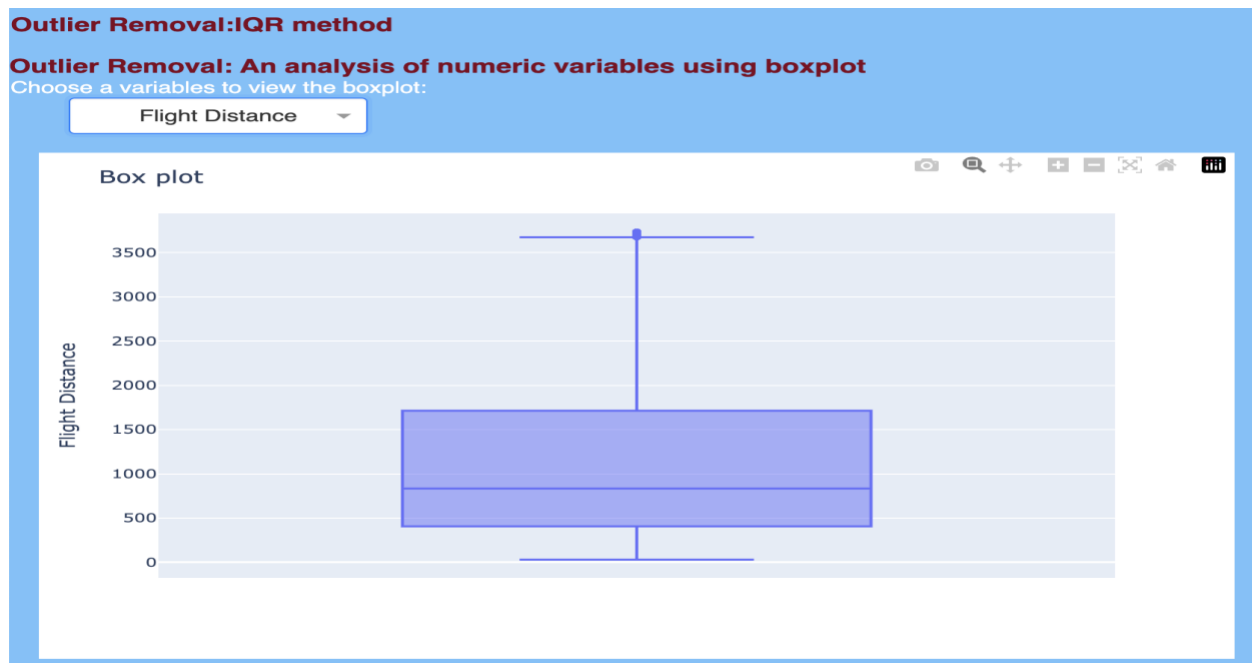 Outlier Removal:IQR method
Outlier Removal: An analysis of numeric variables using boxplot
Choose a variables to view the boxplot:
Flight Distance
Box plot
3500
3000
2500
2000
1500
1000
500
0
Flight Distance